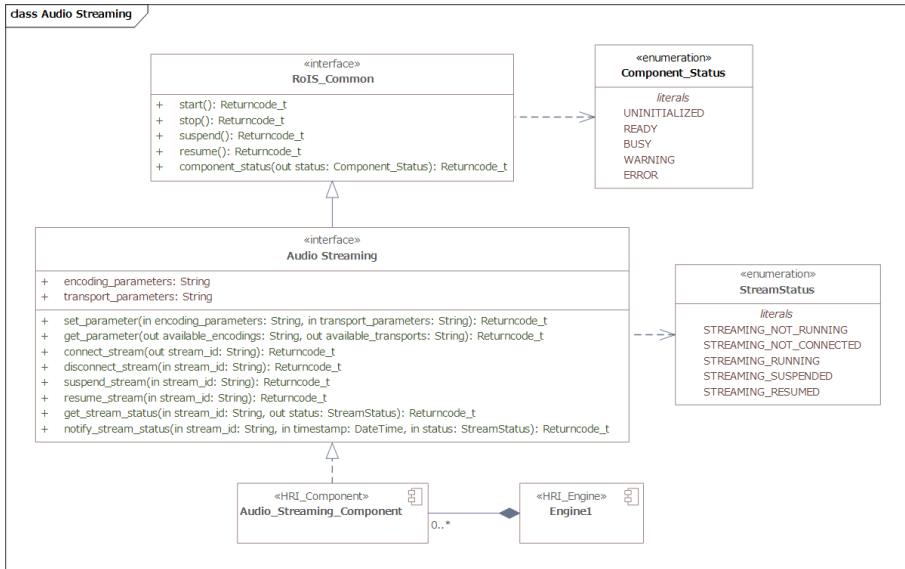 class Audio Streaming
«interface»
RoIS_Common
+ start(): Returncode_t
+ stop(): Returncode_t
+ suspend(): Returncode_t
+ resume(): Returncode_t
+ component_status(out status: Component_Status): Returncode_t
«enumeration»
Component_Status
literals
UNINITIALIZED
READY
BUSY
WARNING
ERROR
«interface»
Audio Streaming
+ encoding_parameters: String
+ transport_parameters: String
+ set_parameter(in encoding_parameters: String, in transport_parameters: String): Returncode_t
+ get_parameter(out available_encodings: String, out available_transports: String): Returncode_t
+ connect_stream(out stream_id: String): Returncode_t
+ disconnect_stream(in stream_id: String): Returncode_t
+ suspend_stream(in stream_id: String): Returncode_t
+ resume_stream(in stream_id: String): Returncode_t
+ get_stream_status(in stream_id: String, out status: StreamStatus): Returncode_t
+ notify_stream_status(in stream_id: String, in timestamp: DateTime, in status: StreamStatus): Returncode_t
«enumeration»
StreamStatus
literals
STREAMING_NOT_RUNNING
STREAMING_NOT_CONNECTED
STREAMING_RUNNING
STREAMING_SUSPENDED
STREAMING_RESUMED
«HRI_Component»
Audio_Streaming_Component
0..*
«HRI_Engine»
Engine1